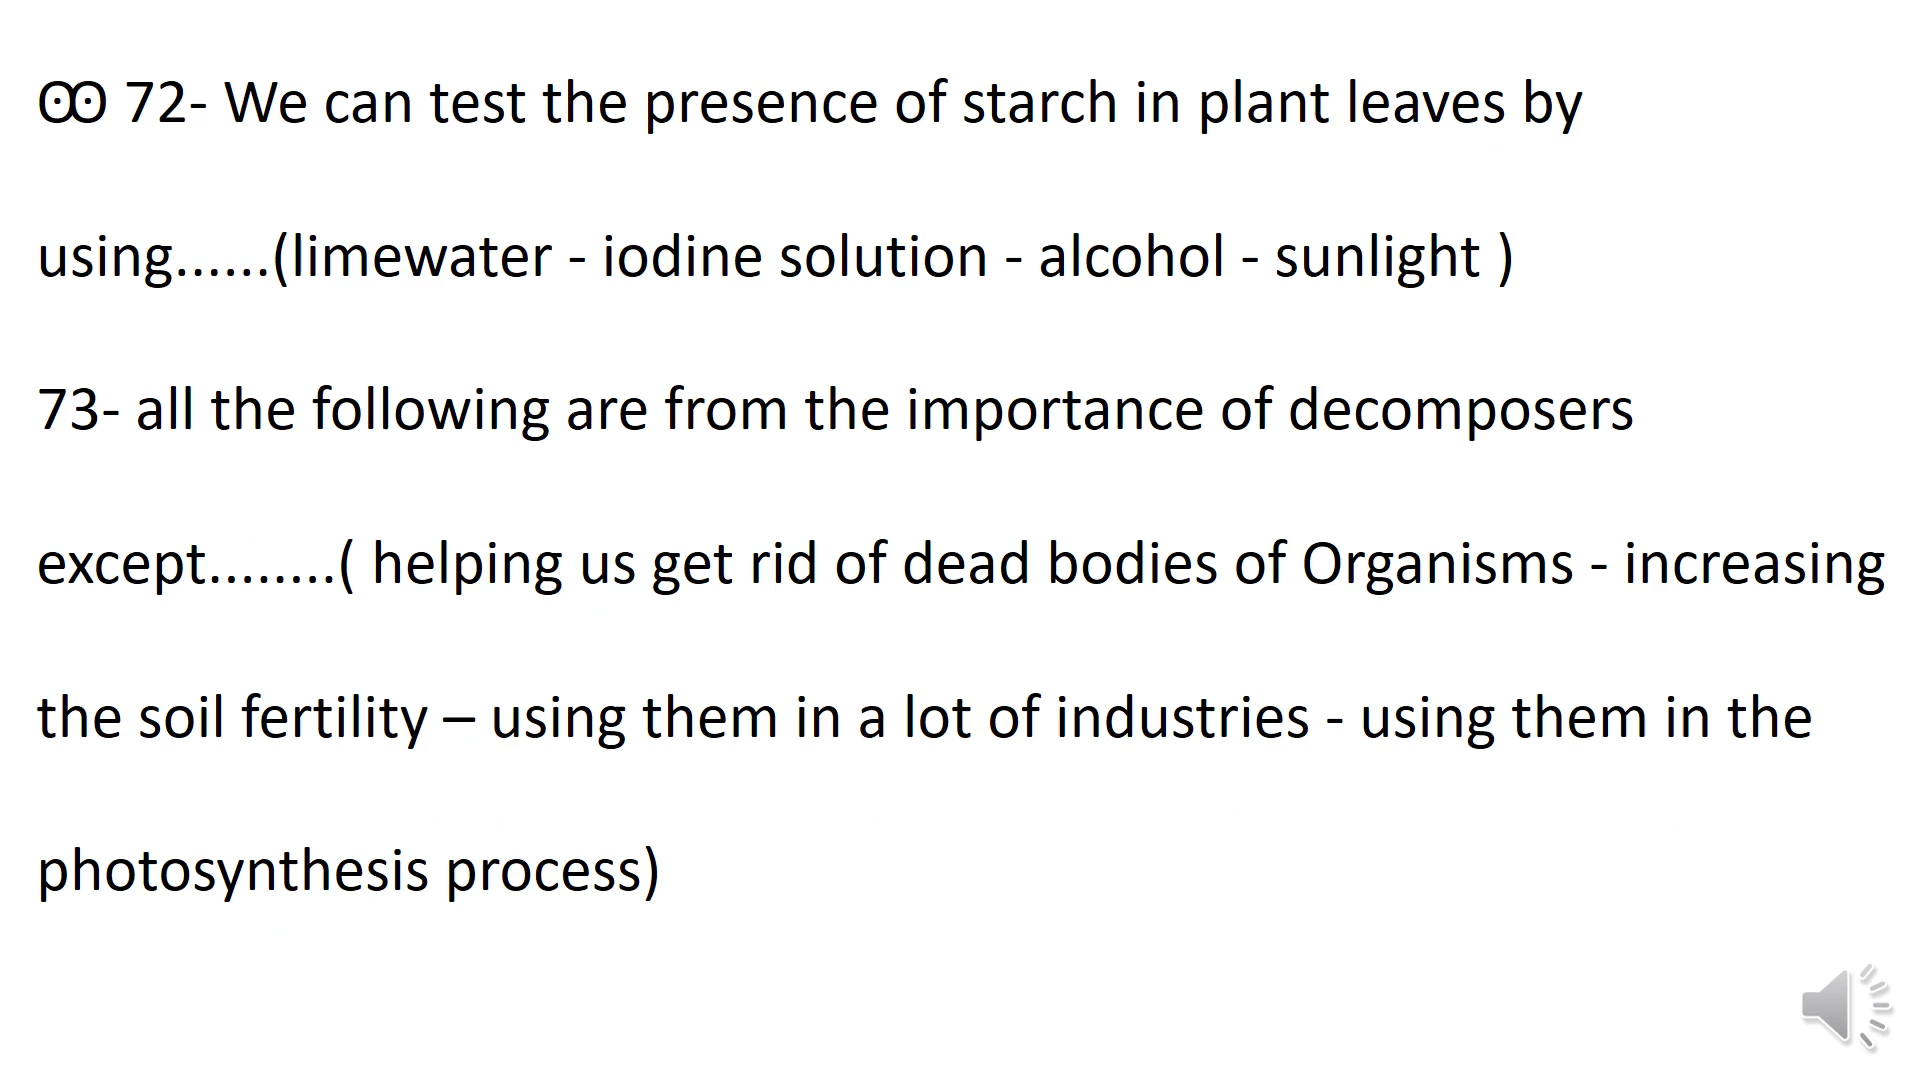 ꙭ 72- We can test the presence of starch in plant leaves by
using......(limewater - iodine solution - alcohol - sunlight )
73- all the following are from the importance of decomposers
except........( helping us get rid of dead bodies of Organisms - increasing
the soil fertility – using them in a lot of industries - using them in the
photosynthesis process)